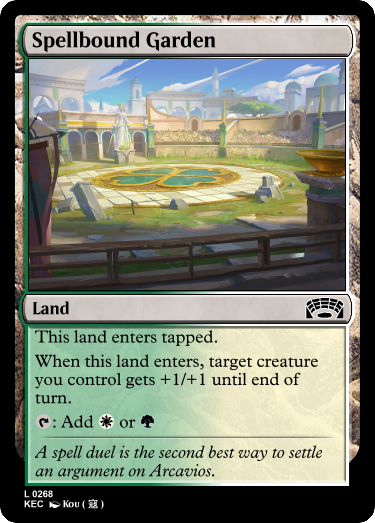 Spellbound Garden
Land
This land enters tapped.
When this land enters, target creature
you control gets +1/+1 until end of
turn.
: Add or
A spell duel is the second best way to settle
an argument on Arcavios.
L 0268
KEC Kou (寇)